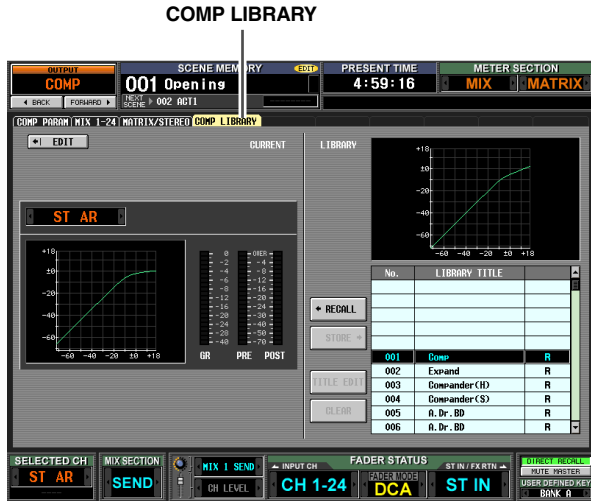 COMP LIBRARY
OUTPUT
COMP
BACK FORWARD
SCENE MEMORY EDIT
001 Opening
NEXT SCENE 002 ACT1
PRESENT TIME
4:59:16
METER SECTION
MIX MATRIX
COMP PARAM MIX 1-24 MATRIX/STEREO COMP LIBRARY
EDIT
CURRENT
LIBRARY
+18
±0
-20
-40
-60
-60 -40 -20 ±0 +18
ST AR
+18
±0
-20
-40
-60
-60 -40 -20 ±0 +18
0 OVER
-2 -4
-4 -8
-6 -12
-8 -16
-12 -20
-16 -30
-20 -40
-24 -50
-28 -60
-40 -70
GR PRE POST
RECALL
STORE
TITLE EDIT
CLEAR
No. LIBRARY TITLE
001 Comp R
002 Expand R
003 Compander(H) R
004 Compander(S) R
005 A.Dr.BD R
006 A.Dr.BD R
SELECTED CH
ST AR
MIX SECTION
SEND
MIX 1 SEND
CH LEVEL
FADER STATUS
INPUT CH
CH 1-24
FADER MODE
DCA
ST IN / FX RTN
ST IN
DIRECT RECALL
MUTE MASTER
USER DEFINED KEY
BANK A